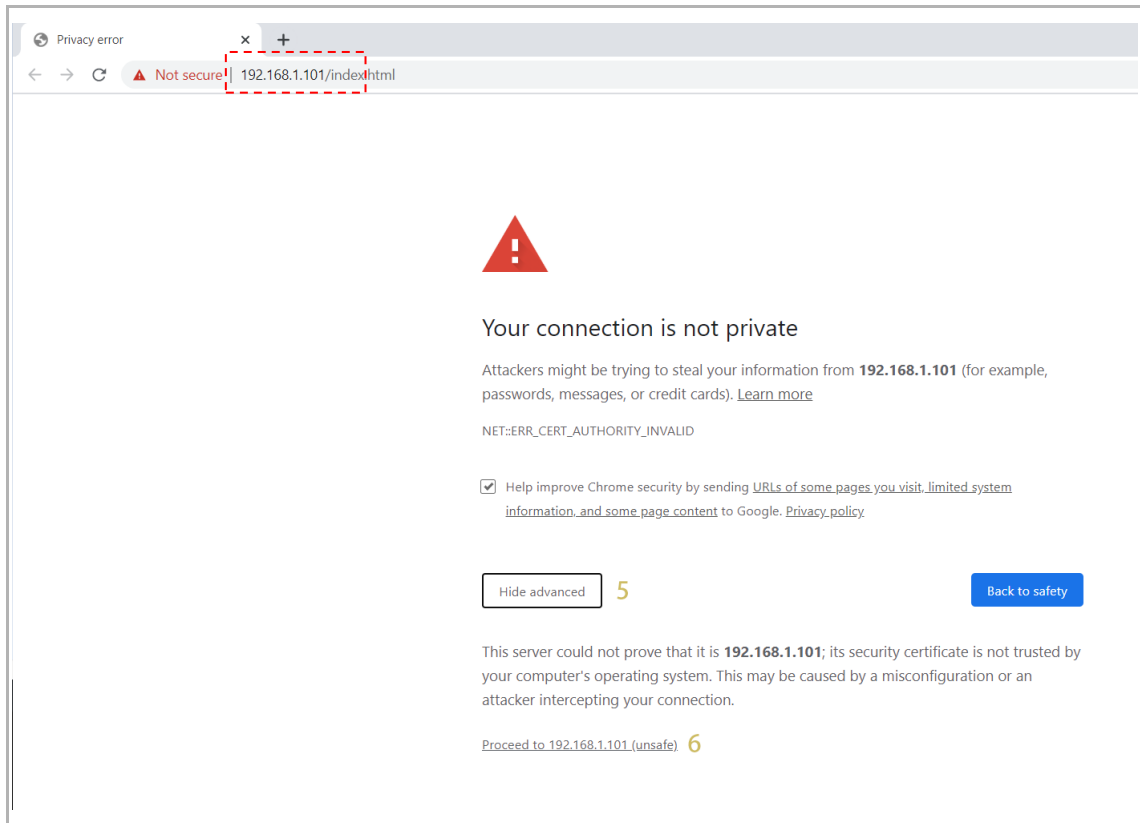 Privacy error
Not secure | 192.168.1.101/index.html
Your connection is not private
Attackers might be trying to steal your information from 192.168.1.101 (for example,
passwords, messages, or credit cards). Learn more
NET::ERR_CERT_AUTHORITY_INVALID
Help improve Chrome security by sending URLs of some pages you visit, limited system
information, and some page content to Google. Privacy policy
Hide advanced 5 Back to safety
This server could not prove that it is 192.168.1.101; its security certificate is not trusted by
your computer's operating system. This may be caused by a misconfiguration or an
attacker intercepting your connection.
Proceed to 192.168.1.101 (unsafe) 6